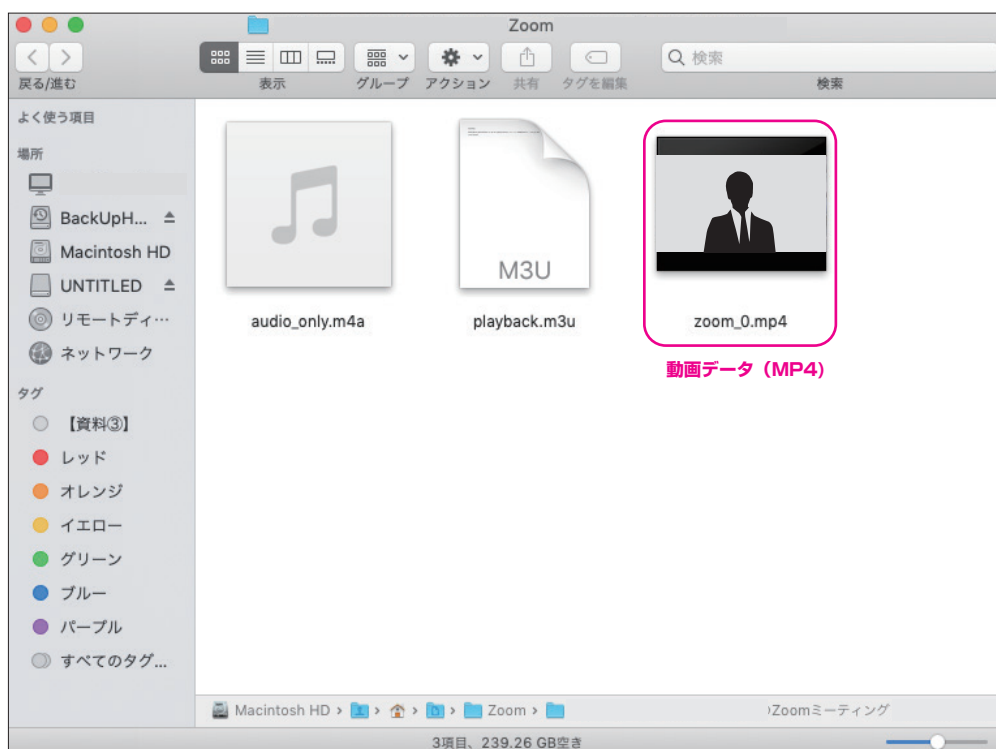 Zoom
戻る/進む
表示
グループ
アクション
共有
タグを編集
検索
検索
よく使う項目
場所
BackUpH...
Macintosh HD
UNTITLED
リモートディ…
ネットワーク
タグ
【資料③】
レッド
オレンジ
イエロー
グリーン
ブルー
パープル
すべてのタグ...
M3U
audio_only.m4a
playback.m3u
zoom_0.mp4
動画データ（MP4)
Macintosh HD › › › › Zoom › Zoomミーティング
3項目、239.26 GB空き